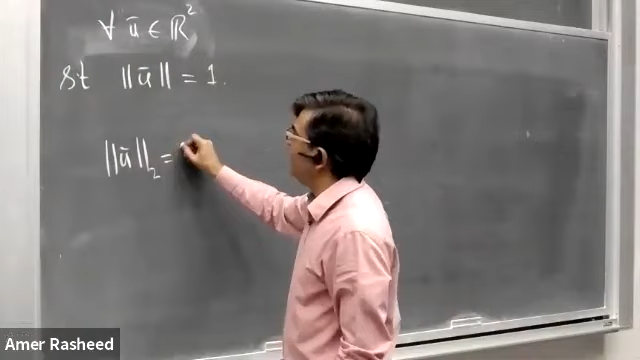 ∀ ū ∈ ℝ²
st ||ū|| = 1.
||ū||₂ =
Amer Rasheed